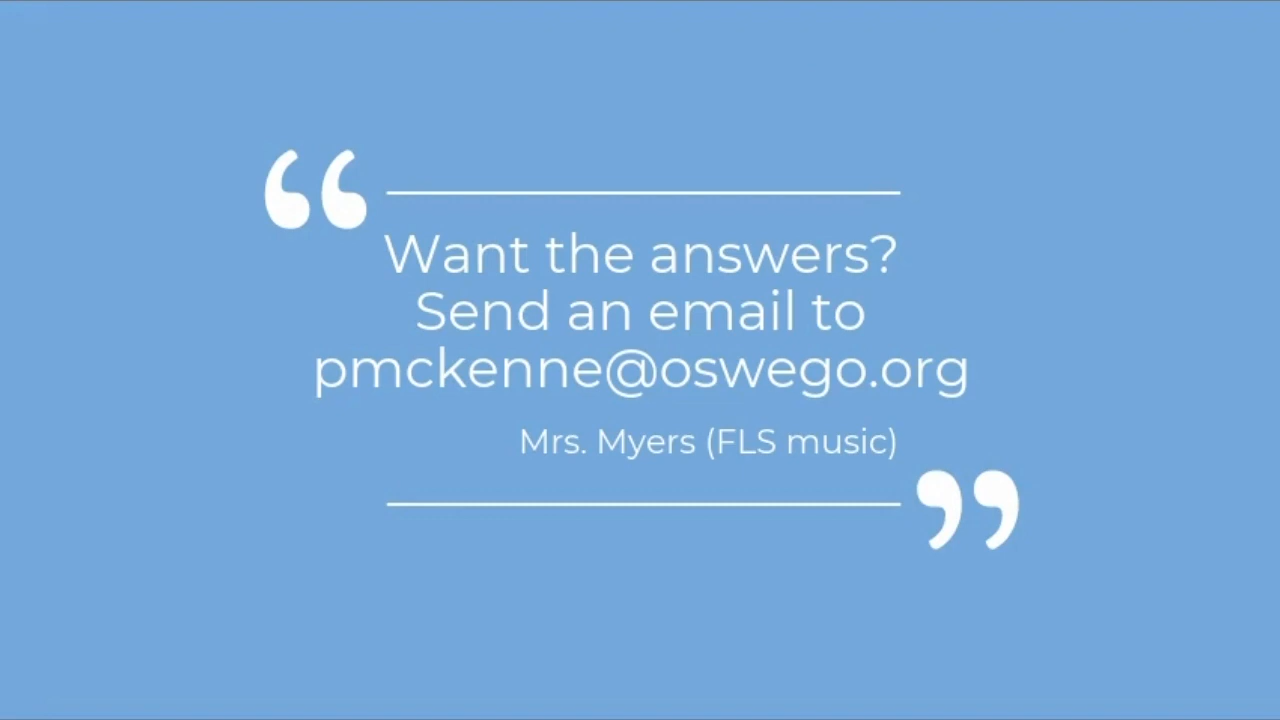 “
Want the answers?
Send an email to
pmckenne@oswego.org
Mrs. Myers (FLS music)
”